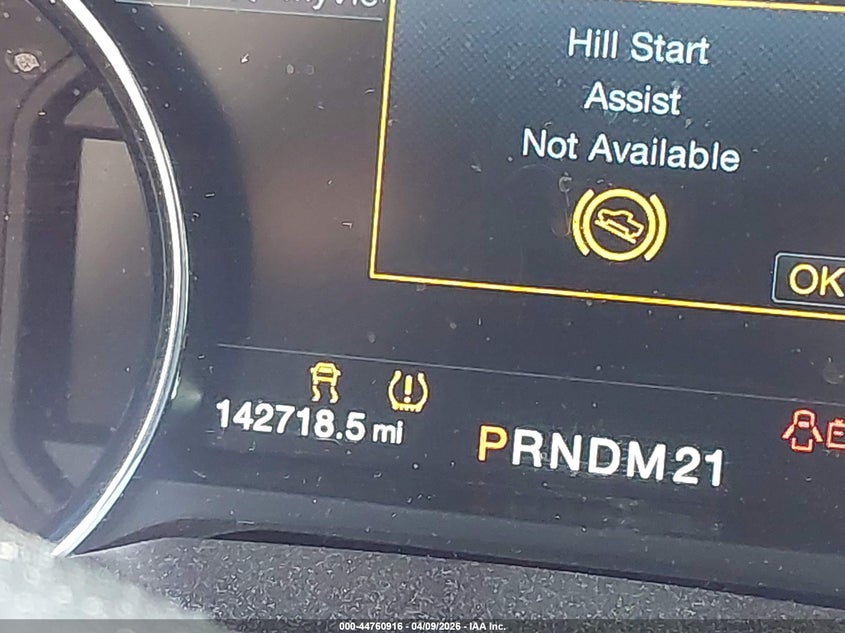 Hill Start
Assist
Not Available
OK
142718.5 mi
PRNDM21
000-44760916 - 04/09/2026 - IAA Inc.